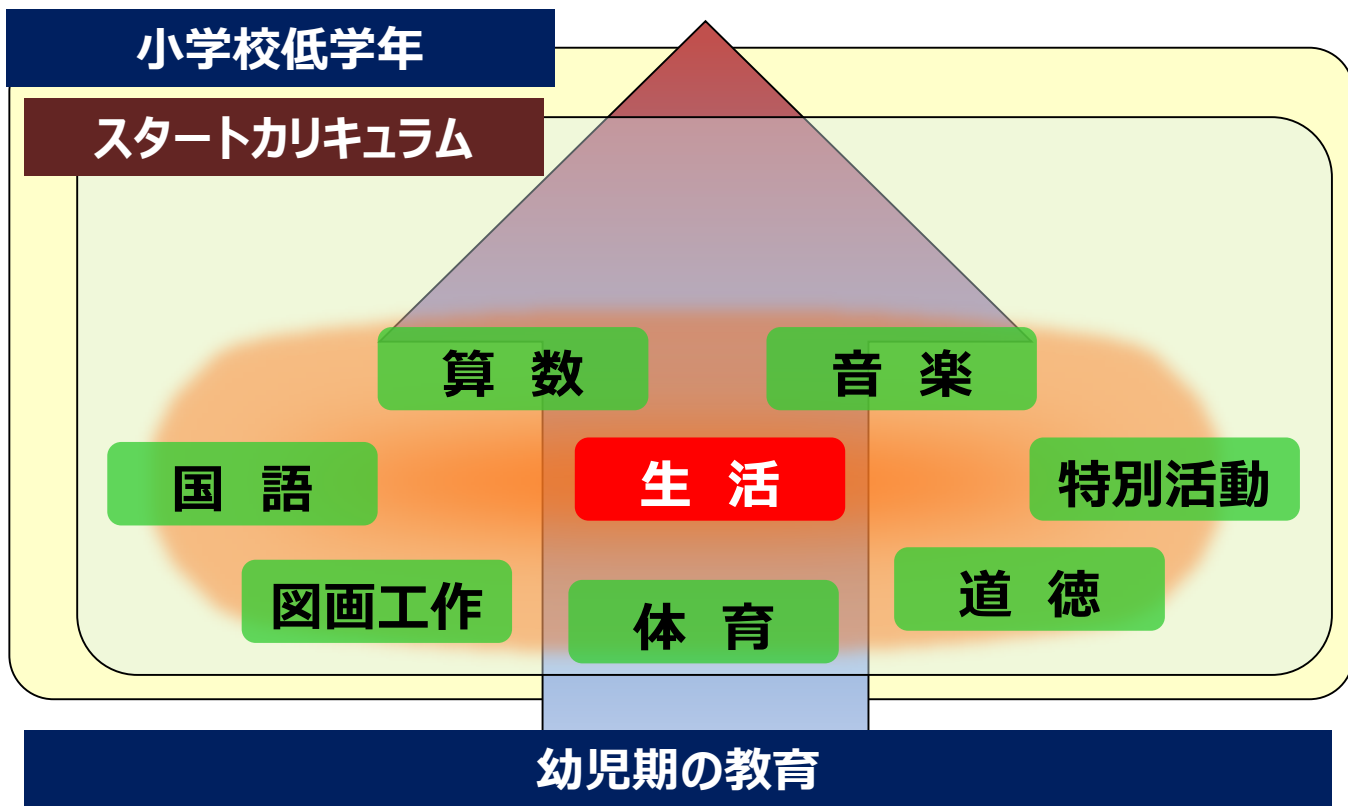 小学校低学年
スタートカリキュラム
算 数
音 楽
国 語
生 活
特別活動
図画工作
体 育
道 徳
幼児期の教育